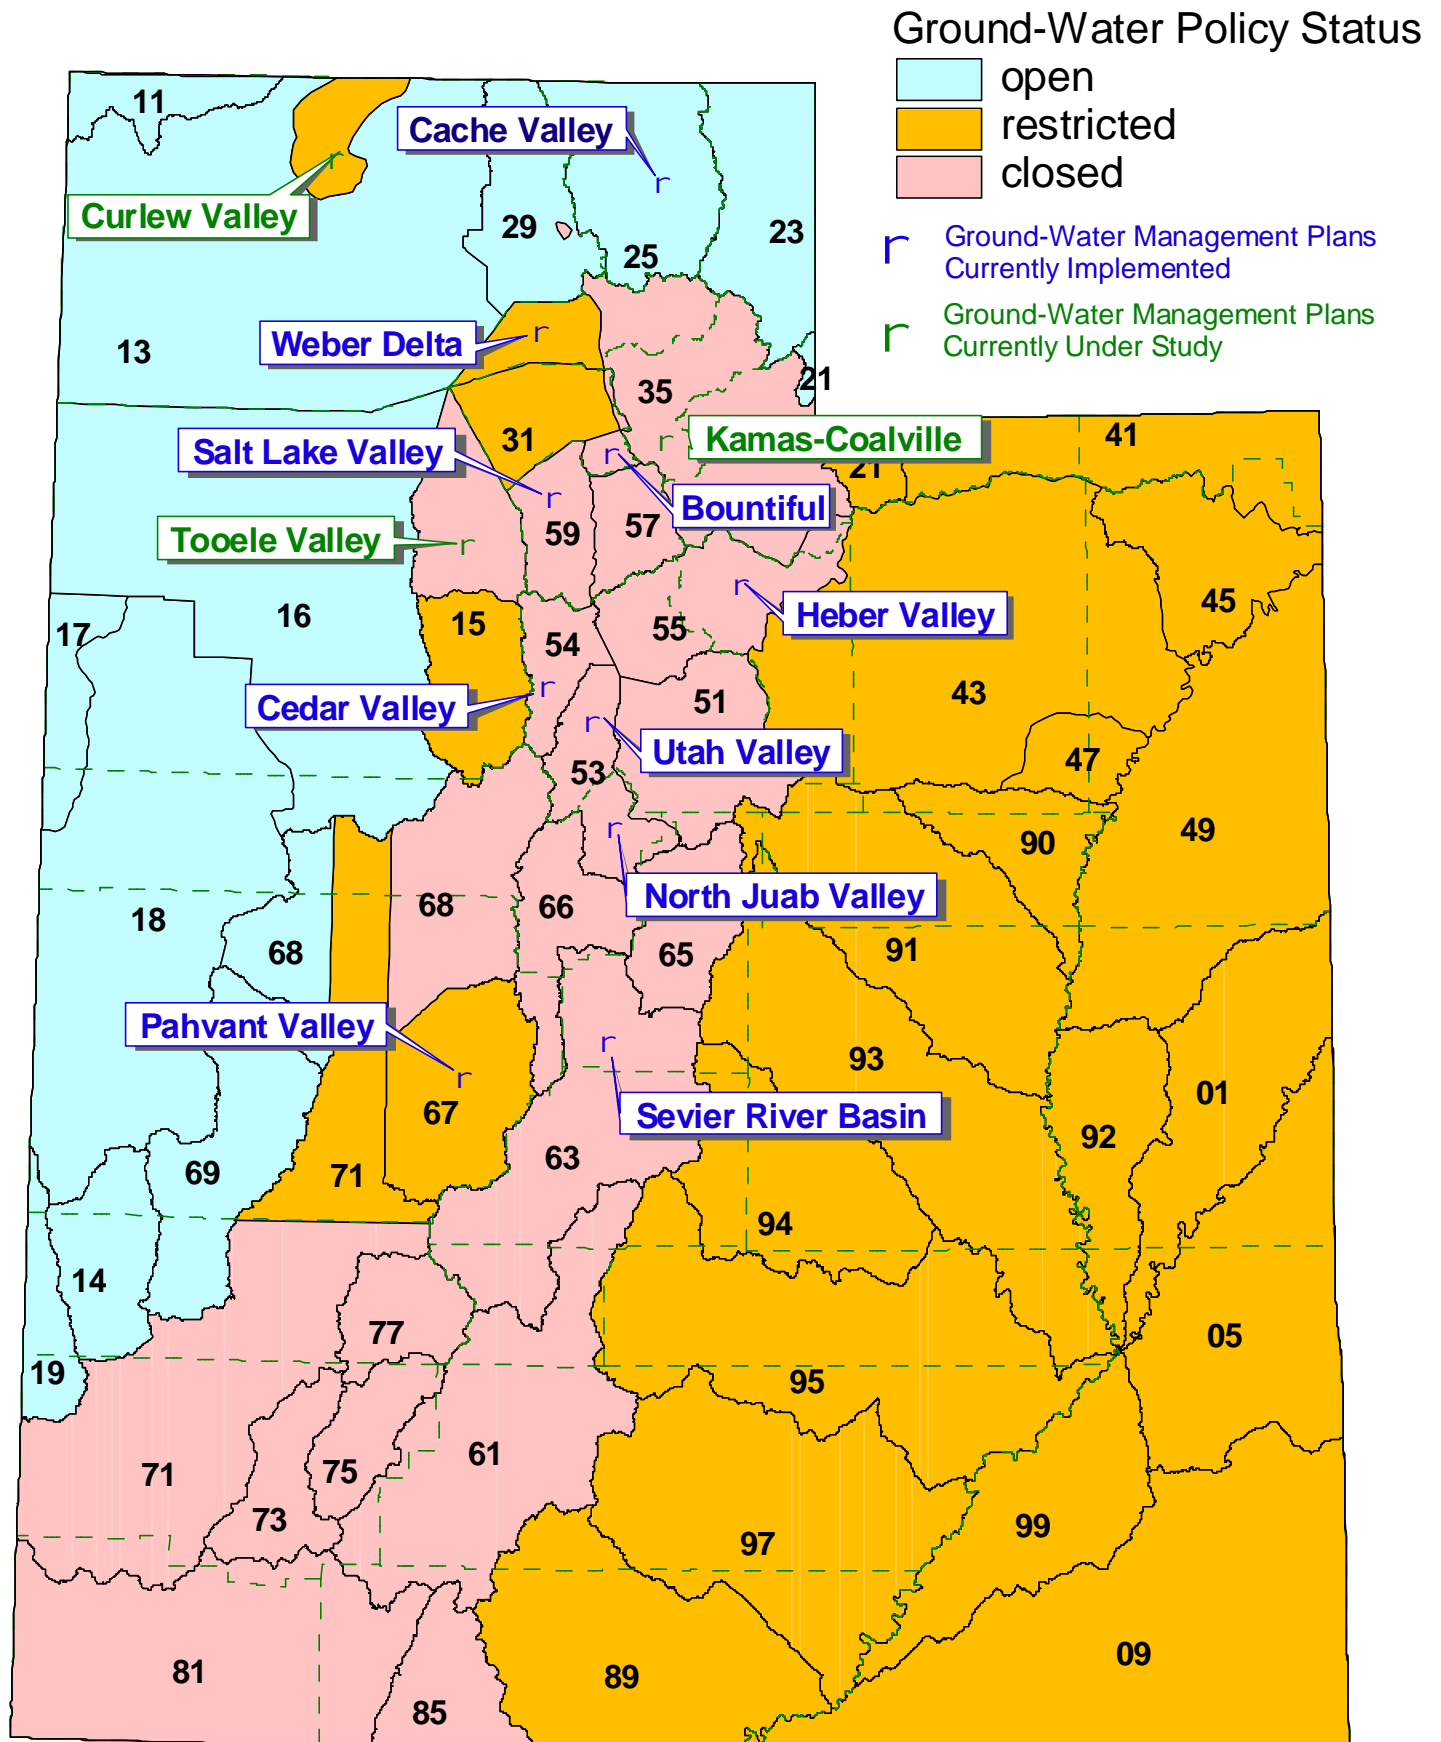 Ground-Water Policy Status
open
restricted
closed
r Ground-Water Management Plans
Currently Implemented
r Ground-Water Management Plans
Currently Under Study
11
Cache Valley
r
r
Curlew Valley
29
25
23
Weber Delta
r
13
35
21
31
Salt Lake Valley
r
r
Kamas-Coalville
41
21
r
Bountiful
59
57
Tooele Valley
r
r
Heber Valley
45
16
15
17
54
55
Cedar Valley
r
51
43
r
Utah Valley
53
47
r
90
49
18
68
66
North Juab Valley
68
65
91
Pahvant Valley
r
r
93
67
Sevier River Basin
01
92
69
71
63
94
14
77
05
19
95
71
75
61
73
97
99
81
85
89
09